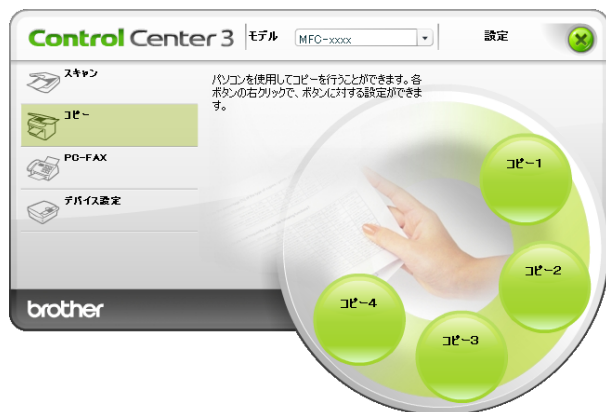 Control Center 3 モデル MFC-xxxx 設定
スキャン
コピー
PC-FAX
デバイス設定
パソコンを使用してコピーを行うことができます。各
ボタンの右クリックで、ボタンに対する設定ができま
す。
コピー1
コピー2
コピー3
コピー4
brother